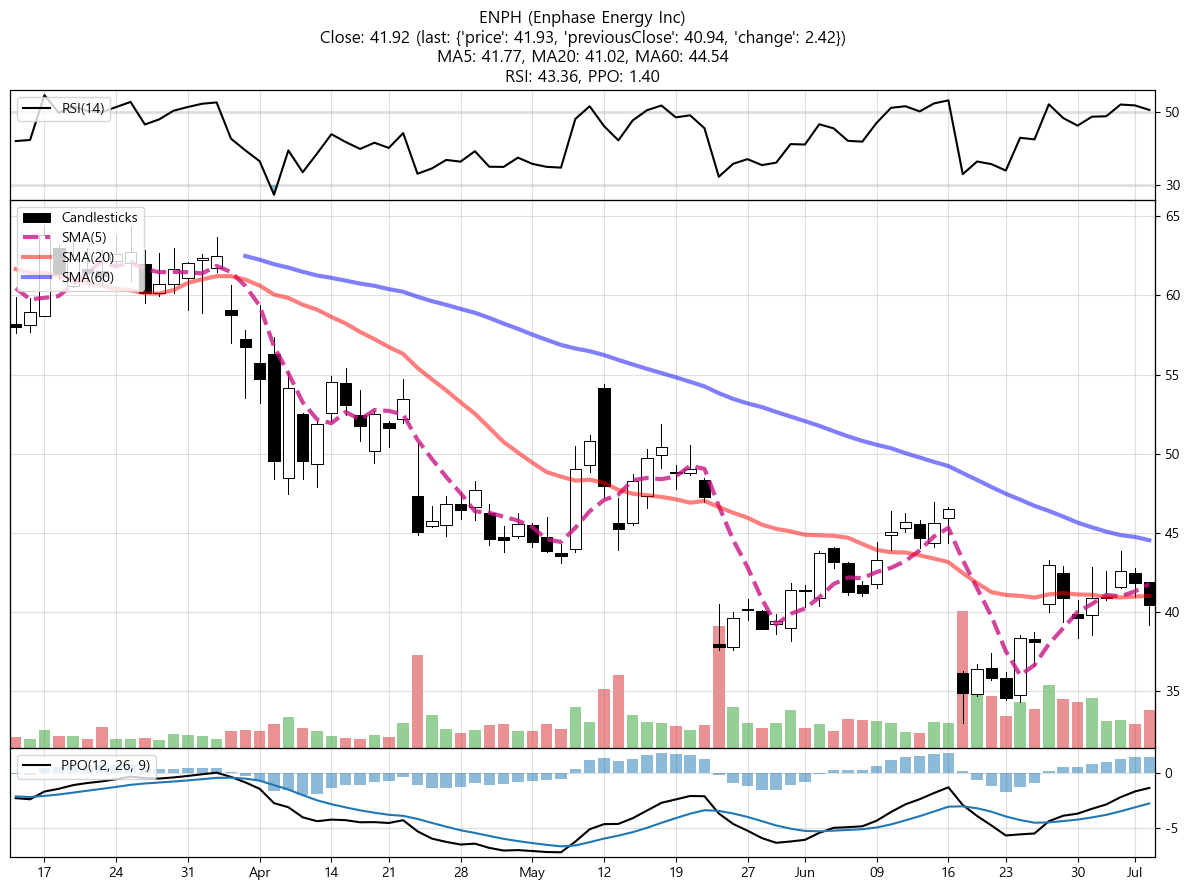 ENPH (Enphase Energy Inc)
Close: 41.92 (last: {'price': 41.93, 'previousClose': 40.94, 'change': 2.42})
MA5: 41.77, MA20: 41.02, MA60: 44.54
RSI: 43.36, PPO: 1.40
RSI(14)
50
30
Candlesticks
SMA(5)
SMA(20)
SMA(60)
65
60
55
50
45
40
35
PPO(12, 26, 9)
0
-5
17 24 31 Apr 14 21 28 May 12 19 27 Jun 09 16 23 30 Jul